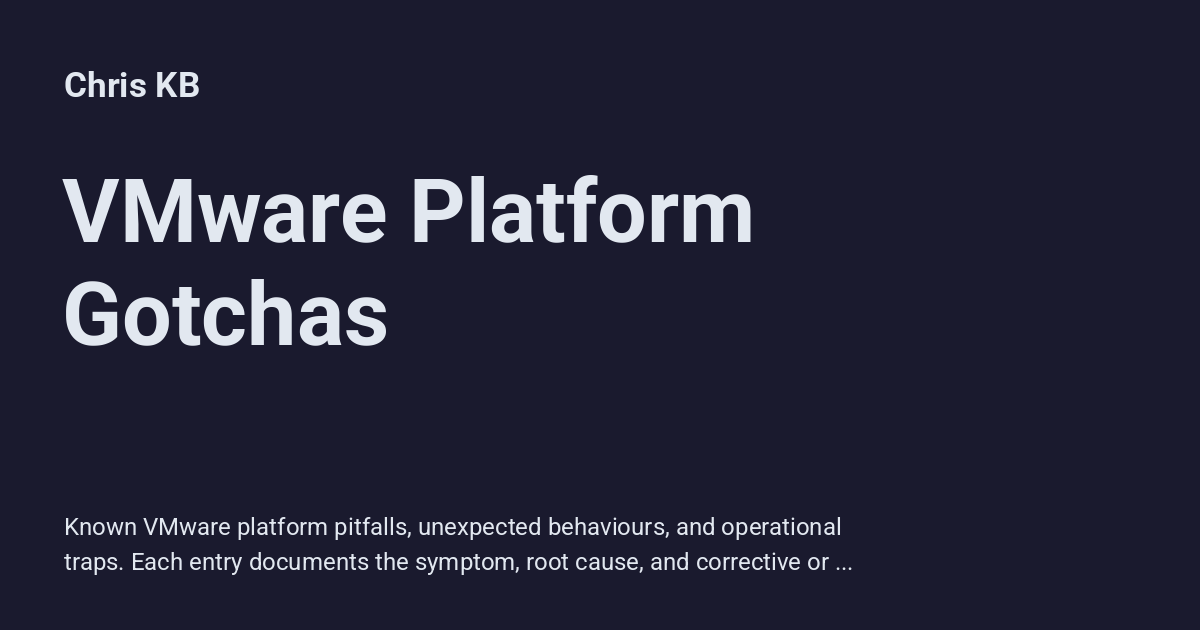 Chris KB
VMware Platform
Gotchas
Known VMware platform pitfalls, unexpected behaviours, and operational
traps. Each entry documents the symptom, root cause, and corrective or ...